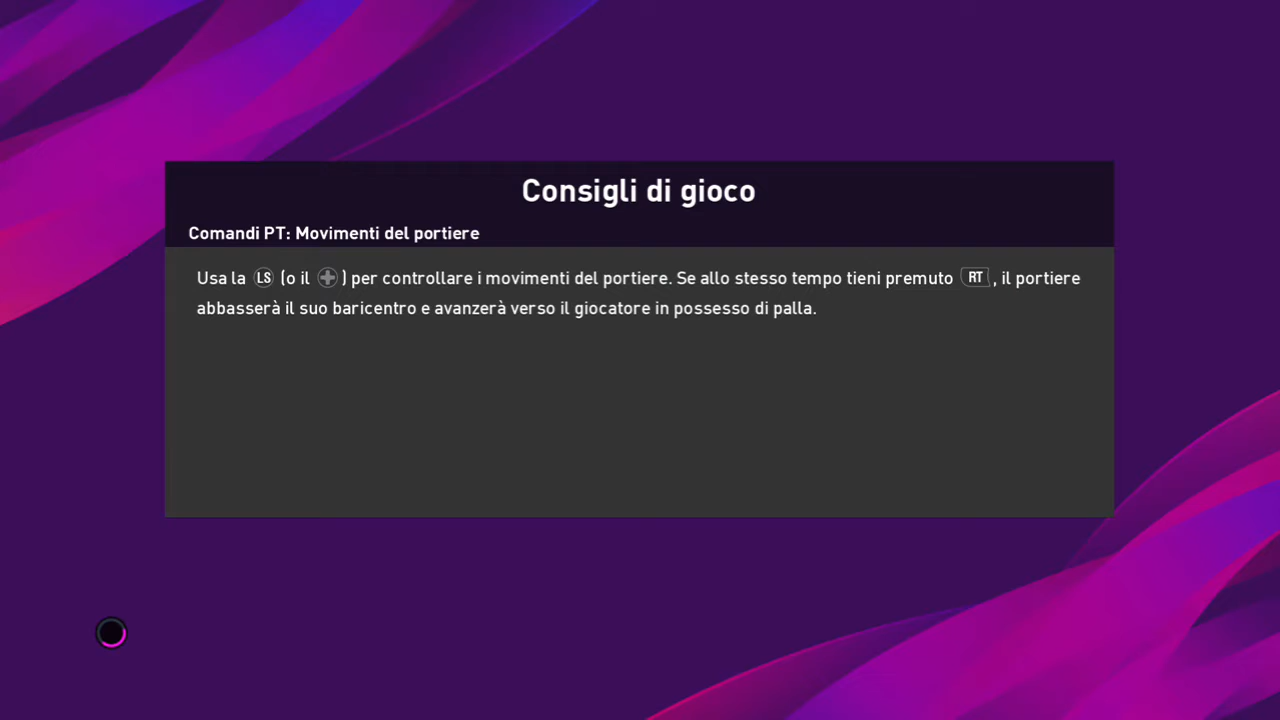 Consigli di gioco
Comandi PT: Movimenti del portiere
Usa la LS (o il ) per controllare i movimenti del portiere. Se allo stesso tempo tieni premuto RT, il portiere
abbasserà il suo baricentro e avanzerà verso il giocatore in possesso di palla.